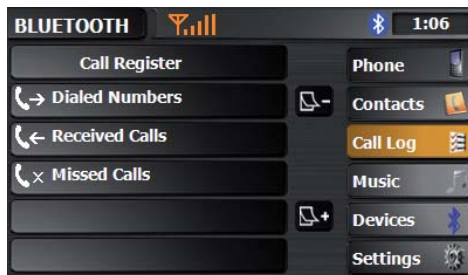 BLUETOOTH 1:06
Call Register
Dialed Numbers
Received Calls
Missed Calls
Phone
Contacts
Call Log
Music
Devices
Settings